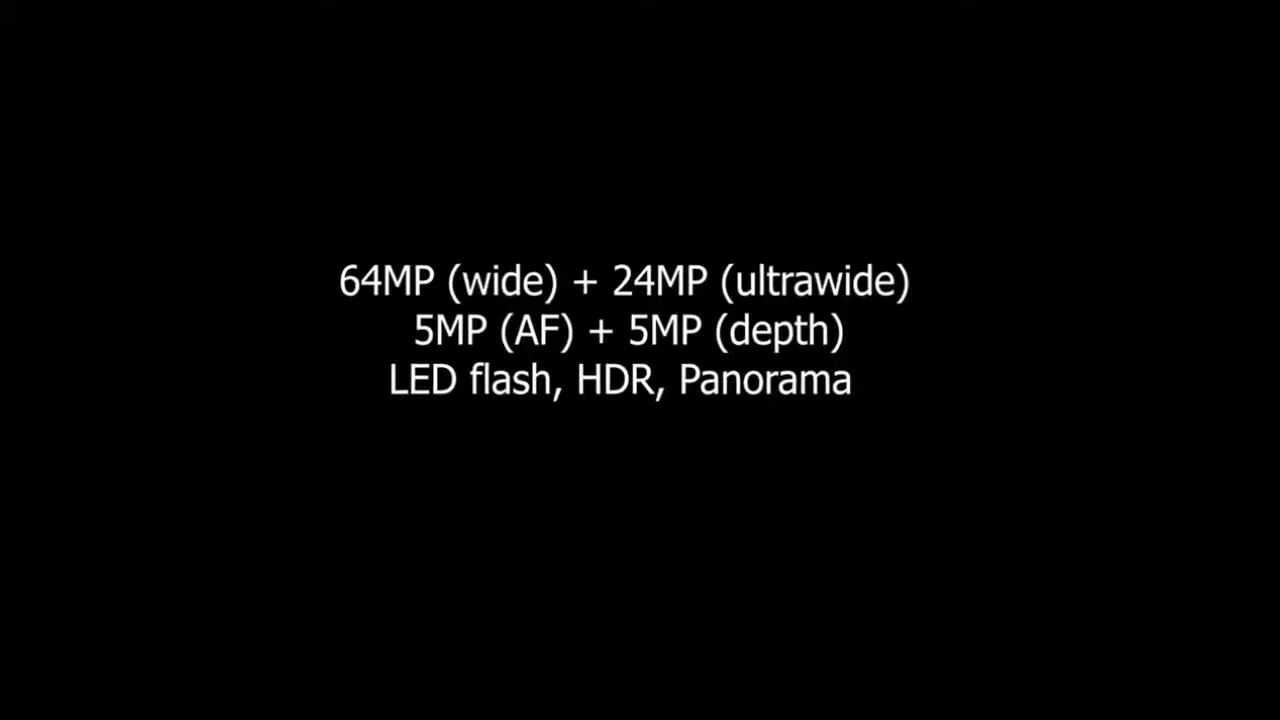 64MP (wide) + 24MP (ultrawide)
5MP (AF) + 5MP (depth)
LED flash, HDR, Panorama